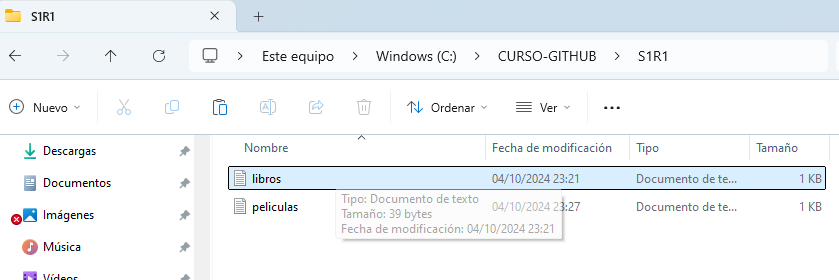 S1R1
Este equipo > Windows (C:) > CURSO-GITHUB > S1R1
Nuevo Ordenar Ver ...
Nombre Fecha de modificación Tipo Tamaño
Descargas
Documentos
Imágenes
Música
Vídeos
libros 04/10/2024 23:21 Documento de te... 1 KB
peliculas 04/10/2024 23:27 Documento de te... 1 KB
Tipo: Documento de texto
Tamaño: 39 bytes
Fecha de modificación: 04/10/2024 23:21